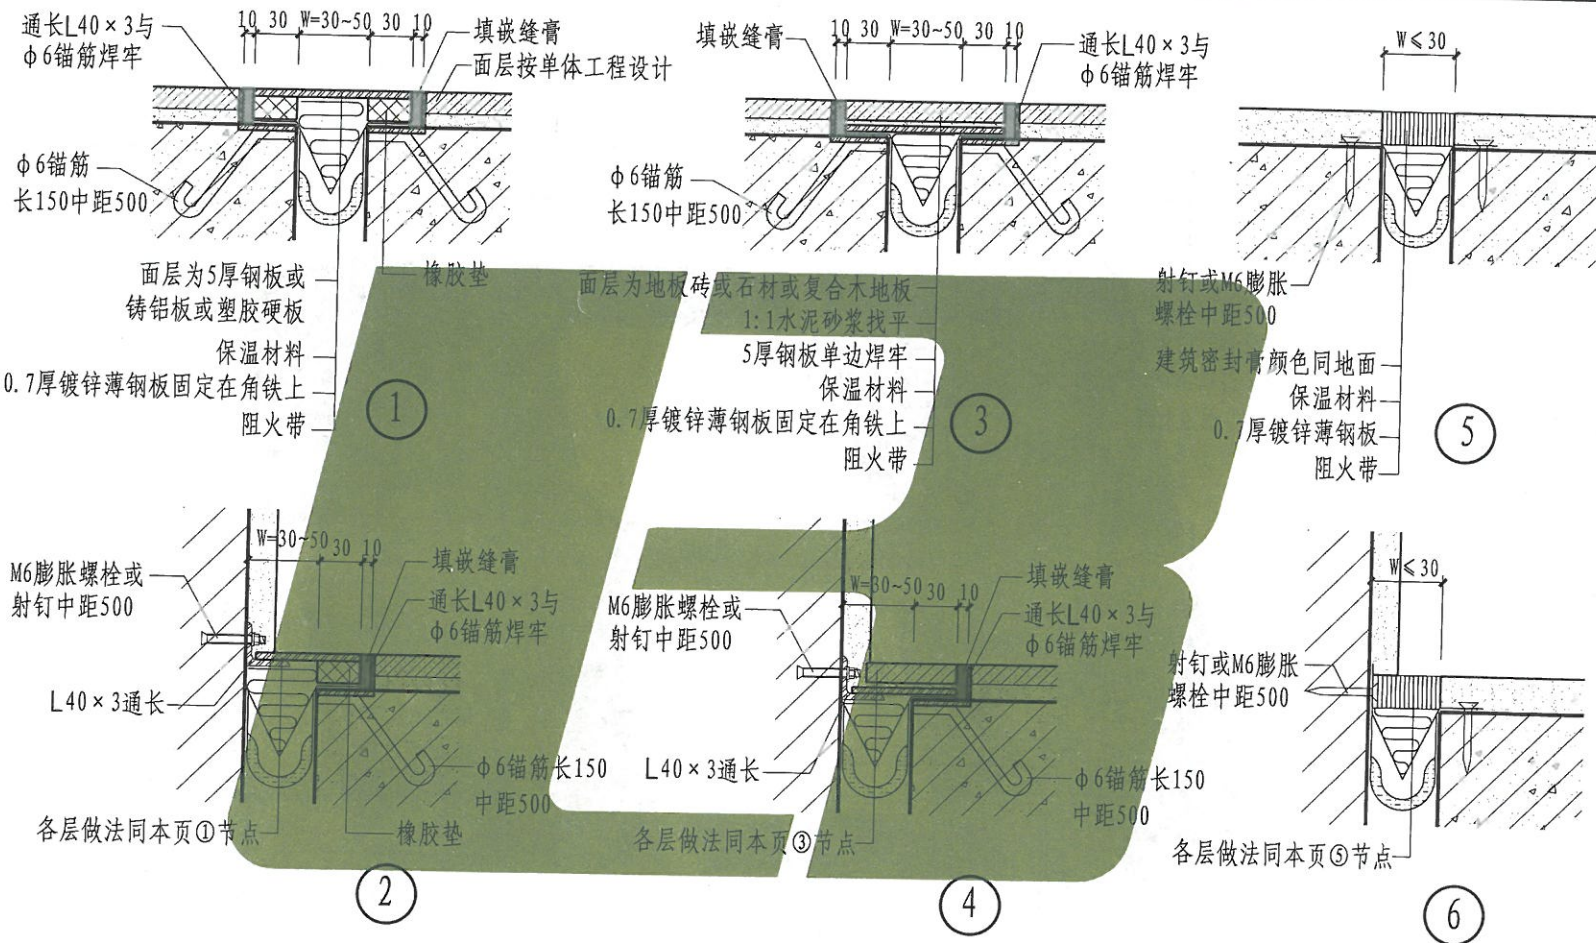 通长L40×3与
φ6锚筋焊牢
10 30 W=30~50 30 10
填嵌缝膏
面层按单体工程设计
φ6锚筋
长150中距500
橡胶垫
面层为5厚钢板或
铸铝板或塑胶硬板
保温材料
0.7厚镀锌薄钢板固定在角铁上
阻火带
1
填嵌缝膏
10 30 W=30~50 30 10
通长L40×3与
φ6锚筋焊牢
φ6锚筋
长150中距500
面层为地板砖或石材或复合木地板
1:1水泥砂浆找平
5厚钢板单边焊牢
保温材料
0.7厚镀锌薄钢板固定在角铁上
阻火带
3
W≤30
射钉或M6膨胀
螺栓中距500
建筑密封膏颜色同地面
保温材料
0.7厚镀锌薄钢板
阻火带
5
W=30~50 30 10
M6膨胀螺栓或
射钉中距500
填嵌缝膏
通长L40×3与
φ6锚筋焊牢
L40×3通长
φ6锚筋长150
中距500
各层做法同本页①节点
橡胶垫
2
W=30~50 30 10
M6膨胀螺栓或
射钉中距500
填嵌缝膏
通长L40×3与
φ6锚筋焊牢
L40×3通长
φ6锚筋长150
中距500
各层做法同本页③节点
4
W≤30
射钉或M6膨胀
螺栓中距500
各层做法同本页⑤节点
6